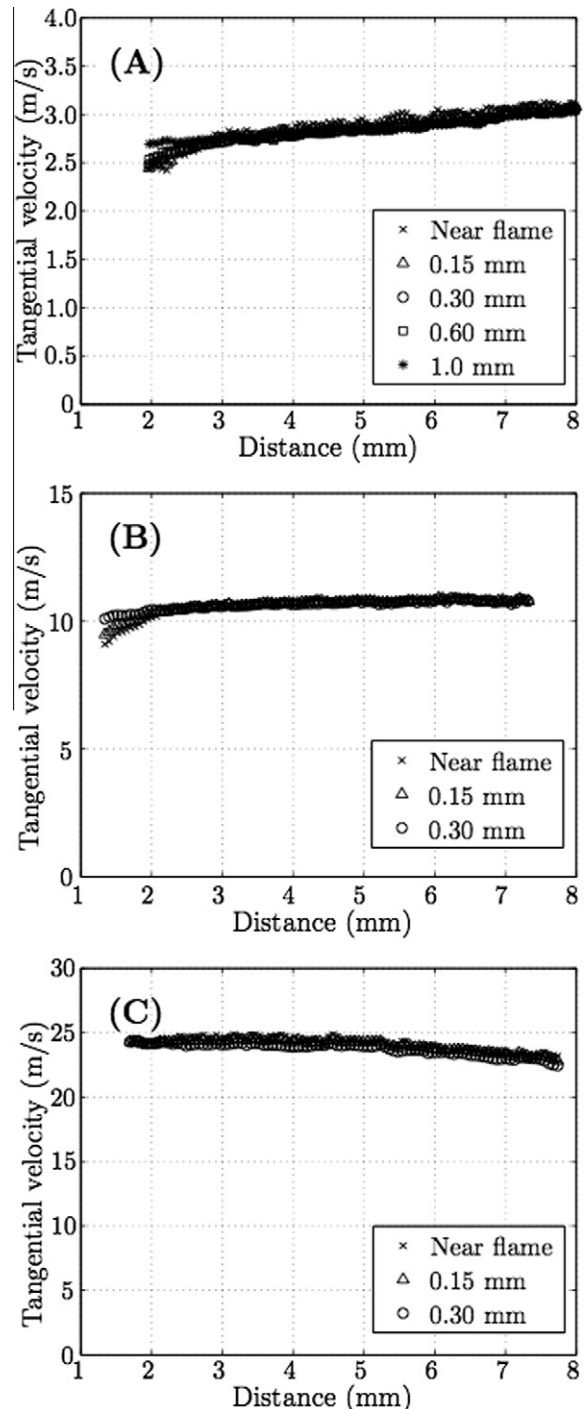 4.0
3.5
3.0
2.5
2.0
1.5
1.0
0.5
0
(A)
Tangential velocity (m/s)
× Near flame
△ 0.15 mm
○ 0.30 mm
□ 0.60 mm
* 1.0 mm
1 2 3 4 5 6 7 8
Distance (mm)
15
10
5
0
(B)
Tangential velocity (m/s)
× Near flame
△ 0.15 mm
○ 0.30 mm
1 2 3 4 5 6 7 8
Distance (mm)
30
25
20
15
10
5
0
(C)
Tangential velocity (m/s)
× Near flame
△ 0.15 mm
○ 0.30 mm
1 2 3 4 5 6 7 8
Distance (mm)